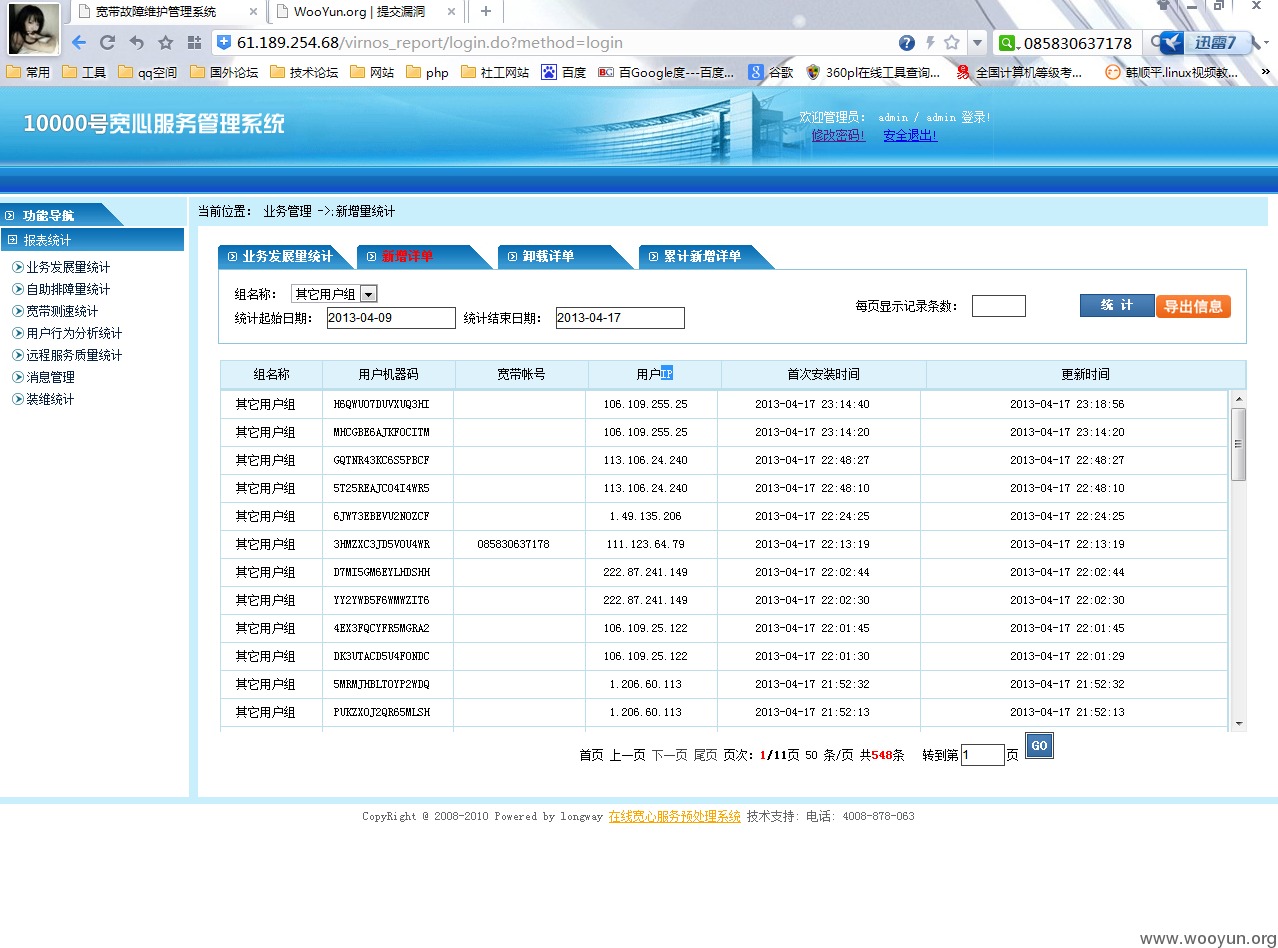 宽带故障维护管理系统 WooYun.org | 提交漏洞
61.189.254.68/virnos_report/login.do?method=login 085830637178 迅雷7
常用 工具 qq空间 国外论坛 技术论坛 网站 php 社工网站 百度 百Google度---百度... 谷歌 360pl在线工具查询... 全国计算机等级考... 韩顺平.linux视频教... »
10000号宽心服务管理系统
欢迎管理员： admin / admin 登录!
修改密码! 安全退出!
功能导航
当前位置： 业务管理 ->;新增量统计
报表统计
业务发展量统计
自助排障量统计
宽带测速统计
用户行为分析统计
远程服务质量统计
消息管理
装维统计
业务发展量统计 新增详单 卸载详单 累计新增详单
组名称： 其它用户组
统计起始日期： 2013-04-09 统计结束日期： 2013-04-17 每页显示记录条数： 统 计 导出信息
组名称 用户机器码 宽带帐号 用户IP 首次安装时间 更新时间
其它用户组 H6QWUO7DUVXUQ3HI 106.109.255.25 2013-04-17 23:14:40 2013-04-17 23:18:56
其它用户组 MHCGBE6AJKFOCITM 106.109.255.25 2013-04-17 23:14:20 2013-04-17 23:14:20
其它用户组 GQTNR43KC6S5PBCF 113.106.24.240 2013-04-17 22:48:27 2013-04-17 22:48:27
其它用户组 5T25REAJCO4I4WR5 113.106.24.240 2013-04-17 22:48:10 2013-04-17 22:48:10
其它用户组 6JW73EBEVU2NOZCF 1.49.135.206 2013-04-17 22:24:25 2013-04-17 22:24:25
其它用户组 3HMZXC3JD5VOU4WR 085830637178 111.123.64.79 2013-04-17 22:13:19 2013-04-17 22:13:19
其它用户组 D7MI5GM6EYLHDSHH 222.87.241.149 2013-04-17 22:02:44 2013-04-17 22:02:44
其它用户组 YY2YWB5F6WMWZIT6 222.87.241.149 2013-04-17 22:02:30 2013-04-17 22:02:30
其它用户组 4EX3FQCYFR5MGRA2 106.109.25.122 2013-04-17 22:01:45 2013-04-17 22:01:45
其它用户组 DK3UTACD5U4FONDC 106.109.25.122 2013-04-17 22:01:30 2013-04-17 22:01:29
其它用户组 5MRMJHBLTOYP2WDQ 1.206.60.113 2013-04-17 21:52:32 2013-04-17 21:52:32
其它用户组 PUKZXOJ2QR65MLSH 1.206.60.113 2013-04-17 21:52:13 2013-04-17 21:52:13
首页 上一页 下一页 尾页 页次：1/11页 50 条/页 共548条 转到第 1 页 GO
CopyRight @ 2008-2010 Powered by longway 在线宽心服务预处理系统 技术支持： 电话： 4008-878-063
www.wooyun.org